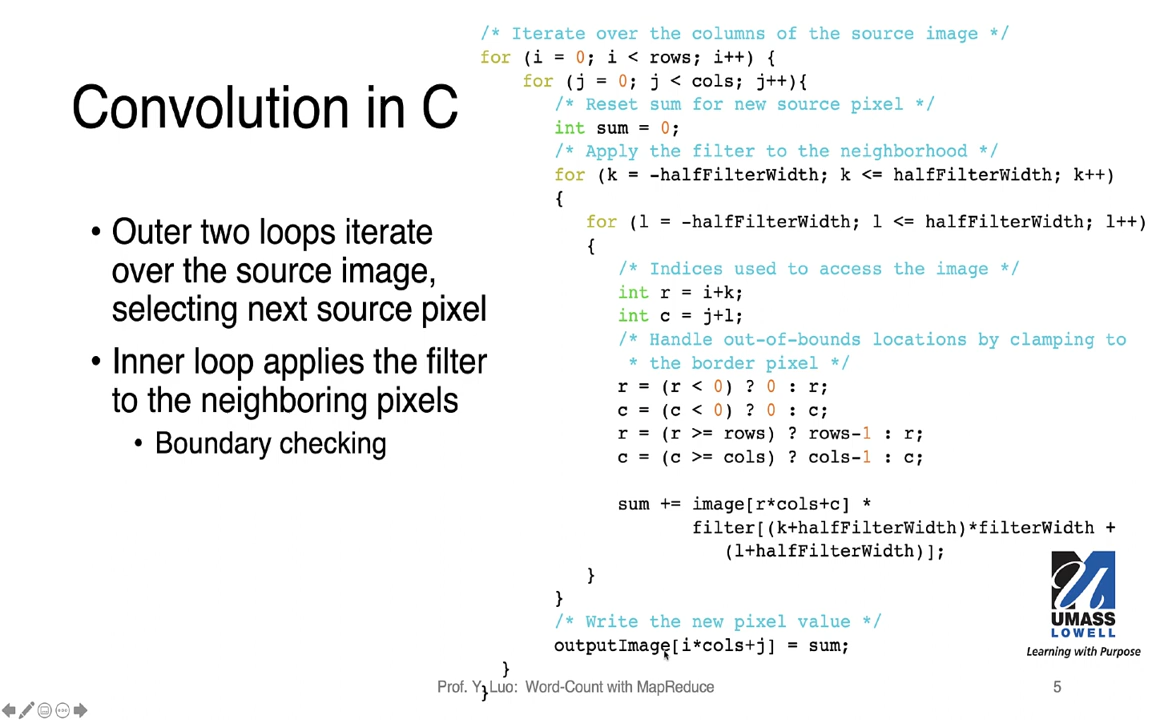 Convolution in C
• Outer two loops iterate
over the source image,
selecting next source pixel
• Inner loop applies the filter
to the neighboring pixels
• Boundary checking
/* Iterate over the columns of the source image */
for (i = 0; i < rows; i++) {
for (j = 0; j < cols; j++){
/* Reset sum for new source pixel */
int sum = 0;
/* Apply the filter to the neighborhood */
for (k = -halfFilterWidth; k <= halfFilterWidth; k++)
{
for (l = -halfFilterWidth; l <= halfFilterWidth; l++)
{
/* Indices used to access the image */
int r = i+k;
int c = j+l;
/* Handle out-of-bounds locations by clamping to
* the border pixel */
r = (r < 0) ? 0 : r;
c = (c < 0) ? 0 : c;
r = (r >= rows) ? rows-1 : r;
c = (c >= cols) ? cols-1 : c;
sum += image[r*cols+c] *
filter[(k+halfFilterWidth)*filterWidth +
(l+halfFilterWidth)];
}
}
/* Write the new pixel value */
outputImage[i*cols+j] = sum;
}
}
UMASS
LOWELL
Learning with Purpose
Prof. Y. Luo: Word-Count with MapReduce
5